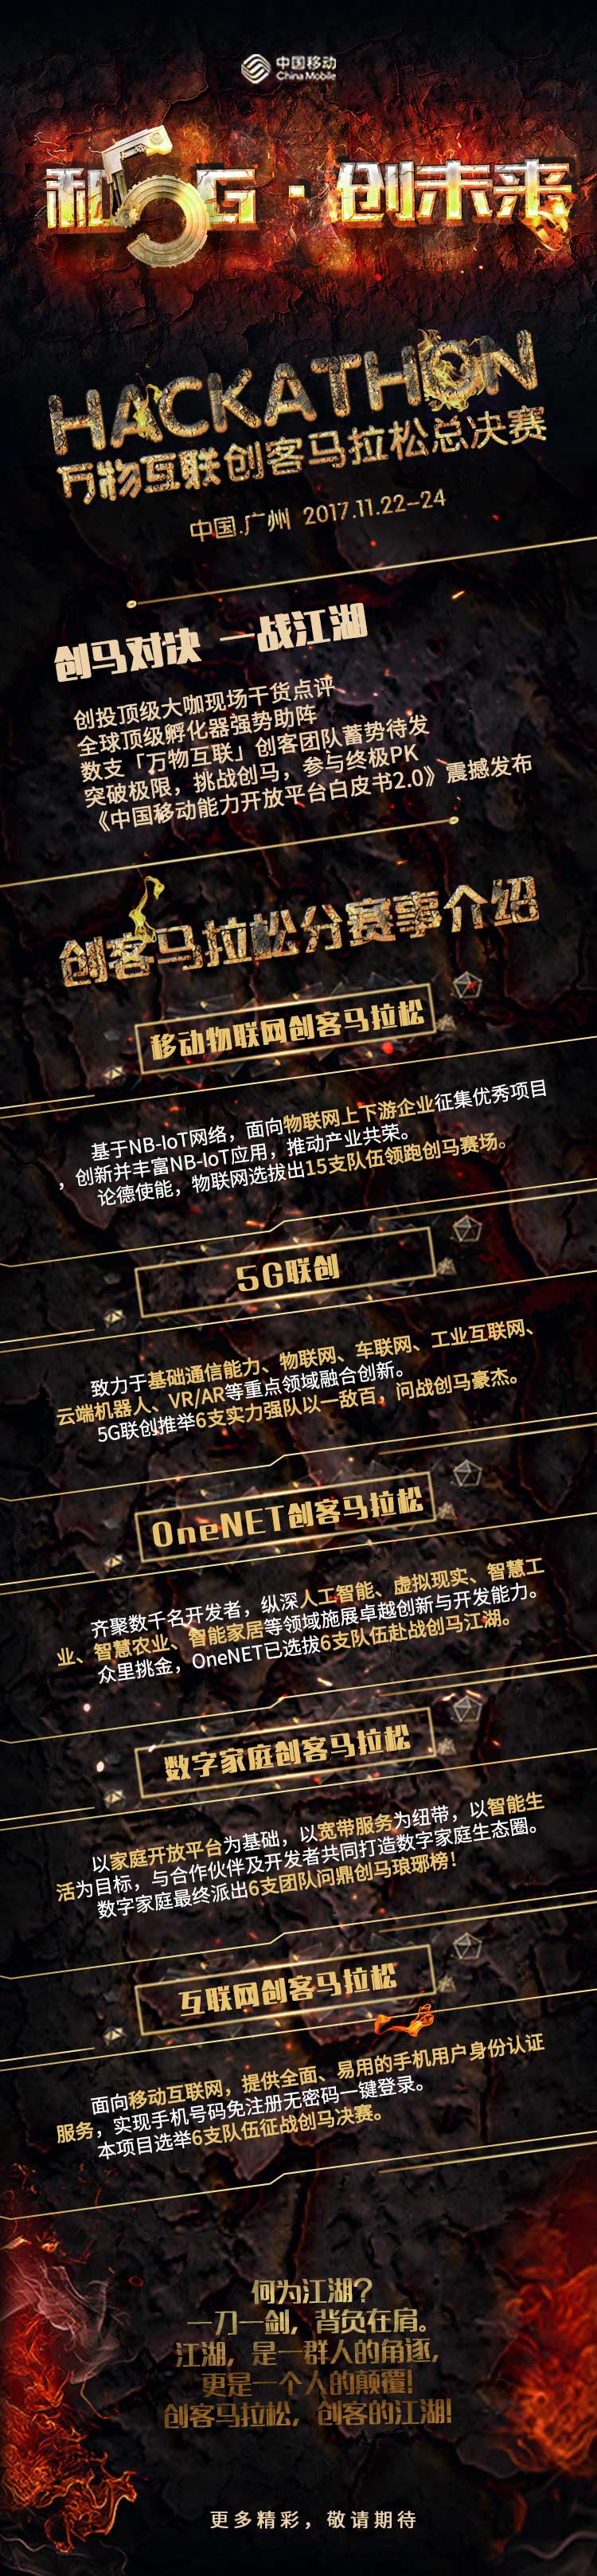 中国移动
China Mobile
和5G·创未来
HACKATHON
万物互联创客马拉松总决赛
中国.广州 2017.11.22-24
创马对决 一战江湖
创投顶级大咖现场干货点评
全球顶级孵化器强势助阵
数支「万物互联」创客团队蓄势待发
突破极限，挑战创马，参与终极PK
《中国移动能力开放平台白皮书2.0》震撼发布
创客马拉松分赛事介绍
移动物联网创客马拉松
基于NB-IoT网络，面向物联网上下游企业征集优秀项目
，创新并丰富NB-IoT应用，推动产业共荣。
论德使能，物联网选拔出15支队伍领跑创马赛场。
5G联创
致力于基础通信能力、物联网、车联网、工业互联网、
云端机器人、VR/AR等重点领域融合创新。
5G联创推举6支实力强队以一敌百，问战创马豪杰。
OneNET创客马拉松
齐聚数千名开发者，纵深人工智能、虚拟现实、智慧工
业、智慧农业、智能家居等领域施展卓越创新与开发能力。
众里挑金，OneNET已选拔6支队伍赴战创马江湖。
数字家庭创客马拉松
以家庭开放平台为基础，以宽带服务为纽带，以智能生
活为目标，与合作伙伴及开发者共同打造数字家庭生态圈。
数字家庭最终派出6支团队问鼎创马琅琊榜！
互联网创客马拉松
面向移动互联网，提供全面、易用的手机用户身份认证
服务，实现手机号码免注册无密码一键登录。
本项目选举6支队伍征战创马决赛。
何为江湖？
一刀一剑，背负在肩。
江湖，是一群人的角逐，
更是一个人的颠覆！
创客马拉松，创客的江湖！
更多精彩，敬请期待